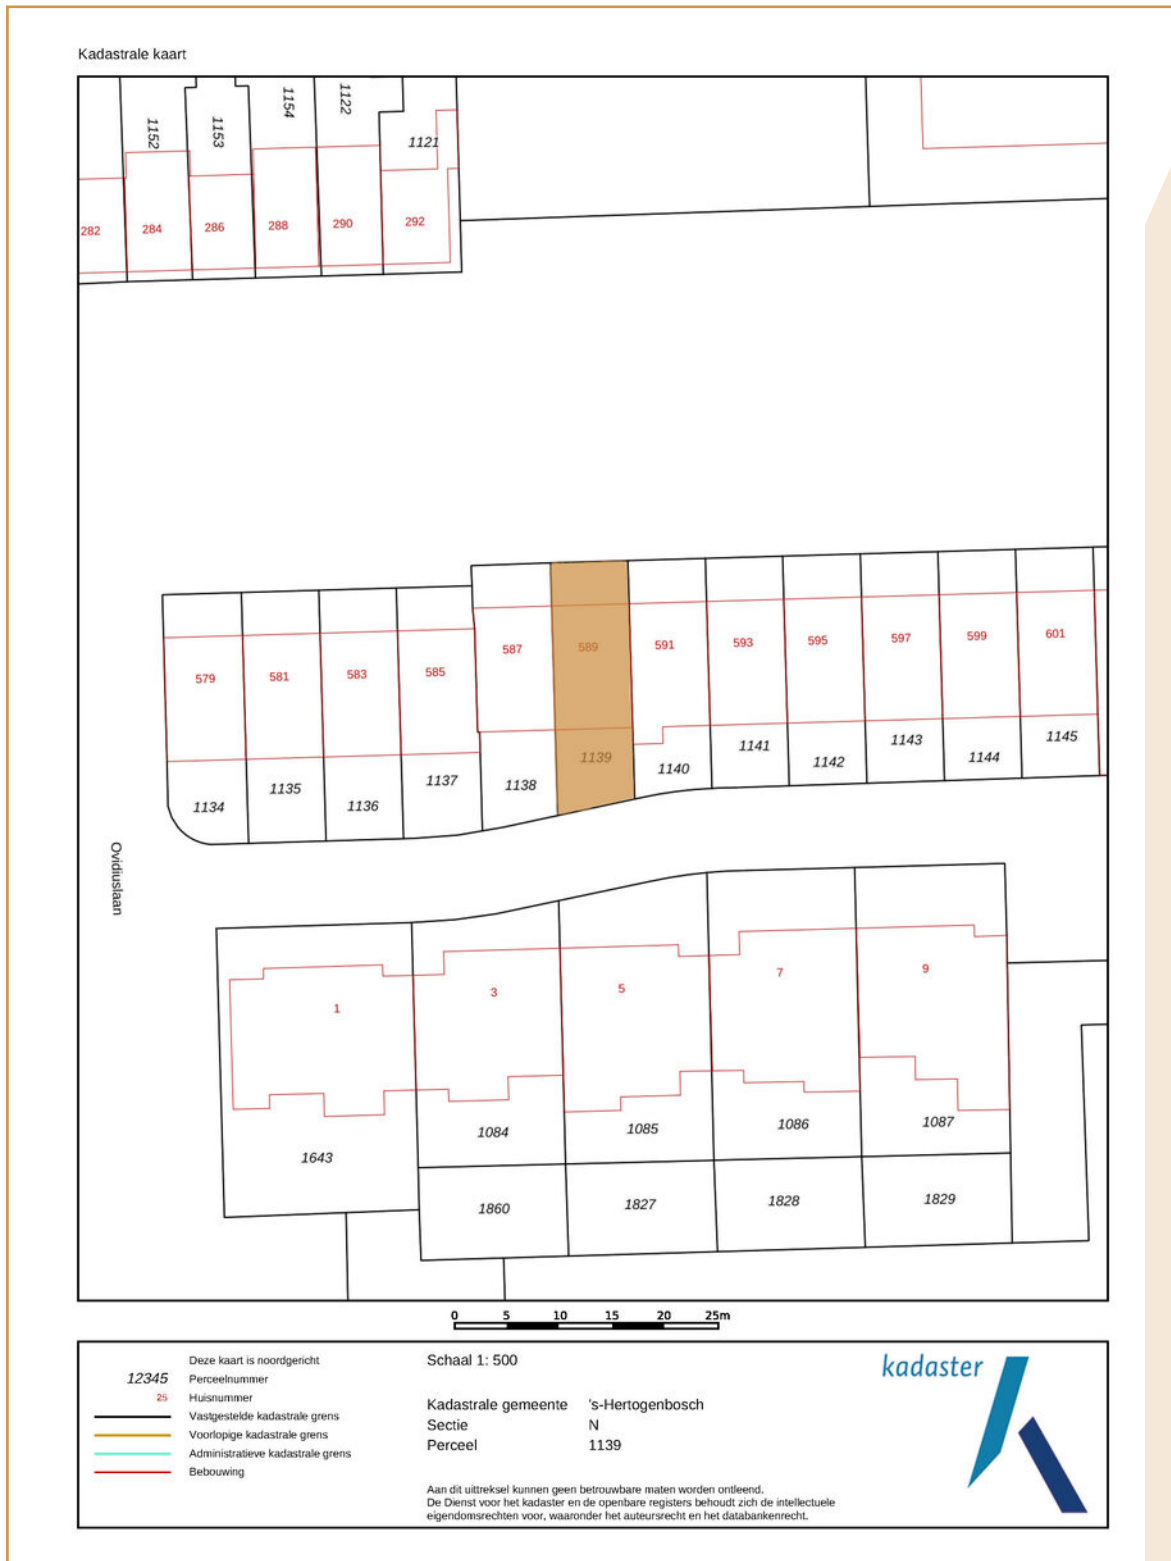 Kadastrale kaart
1152
1153
1154
1122
1121
282
284
286
288
290
292
579
581
583
585
587
589
591
593
595
597
599
601
1134
1135
1136
1137
1138
1139
1140
1141
1142
1143
1144
1145
Ovidiuslaan
1
3
5
7
9
1643
1084
1085
1086
1087
1860
1827
1828
1829
0 5 10 15 20 25m
Deze kaart is noordgericht
12345 Perceelnummer
25 Huisnummer
Vastgestelde kadastrale grens
Voorlopige kadastrale grens
Administratieve kadastrale grens
Bebouwing
Schaal 1: 500
Kadastrale gemeente 's-Hertogenbosch
Sectie N
Perceel 1139
Aan dit uittreksel kunnen geen betrouwbare maten worden ontleend.
De Dienst voor het kadaster en de openbare registers behoudt zich de intellectuele
eigendomsrechten voor, waaronder het auteursrecht en het databankenrecht.
kadaster